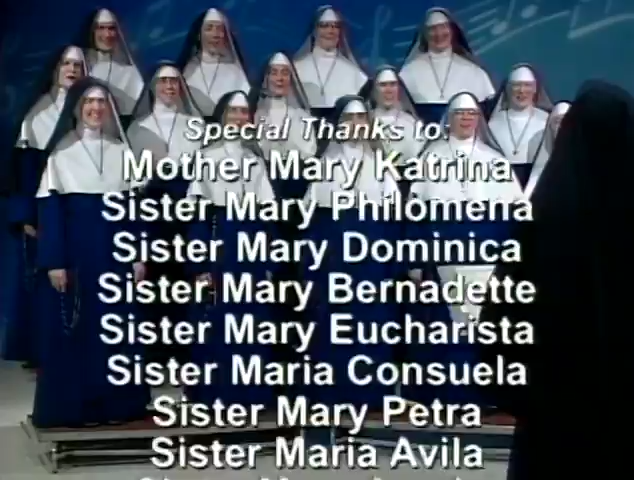 Special Thanks to:
Mother Mary Katrina
Sister Mary Philomena
Sister Mary Dominica
Sister Mary Bernadette
Sister Mary Eucharista
Sister Maria Consuela
Sister Mary Petra
Sister Maria Avila